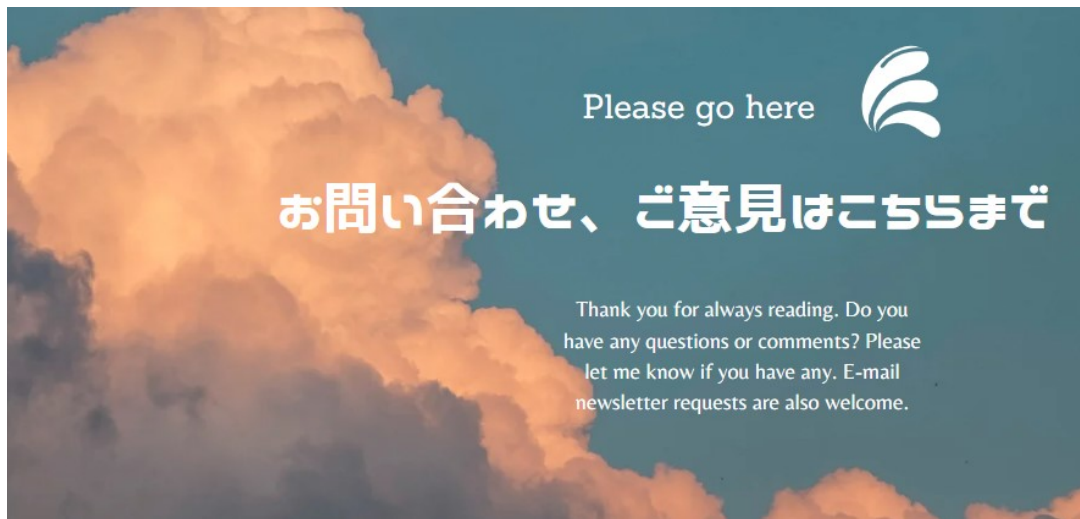 Please go here
お問い合わせ、ご意見はこちらまで
Thank you for always reading. Do you
have any questions or comments? Please
let me know if you have any. E-mail
newsletter requests are also welcome.